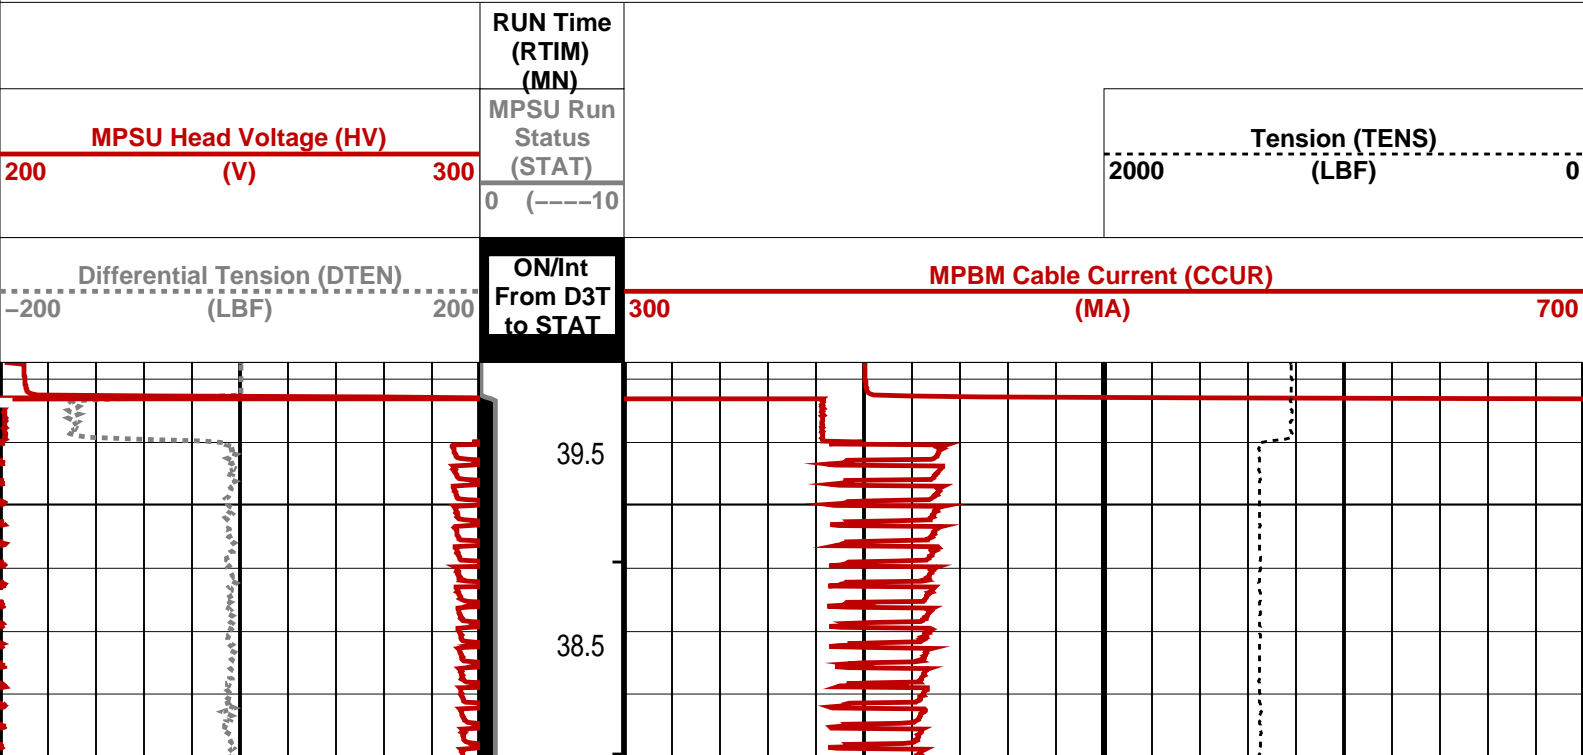 RUN Time
(RTIM)
(MN)
MPSU Head Voltage (HV)
200 (V) 300
MPSU Run
Status
(STAT)
0 (----10
Tension (TENS)
2000 (LBF) 0
Differential Tension (DTEN)
-200 (LBF) 200
ON/Int
From D3T
to STAT
MPBM Cable Current (CCUR)
300 (MA) 700
39.5
38.5